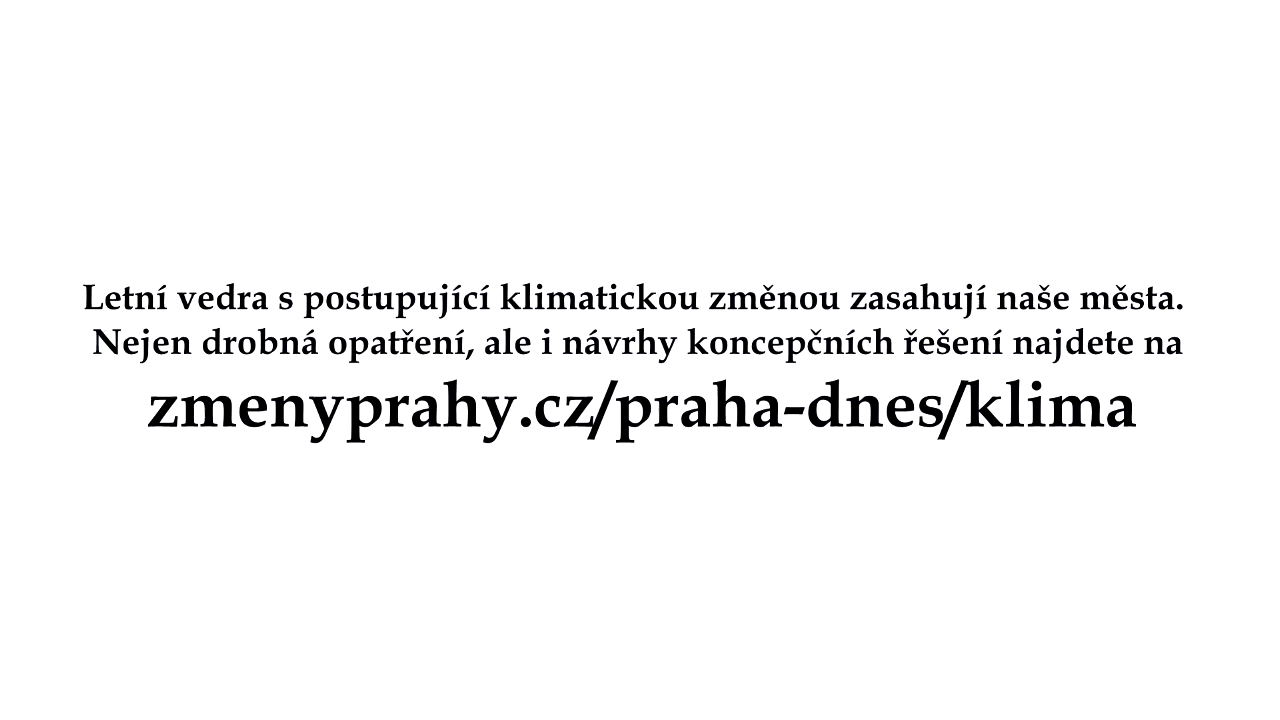 Letní vedra s postupující klimatickou změnou zasahují naše města.
Nejen drobná opatření, ale i návrhy koncepčních řešení najdete na
zmenyprahy.cz/praha-dnes/klima